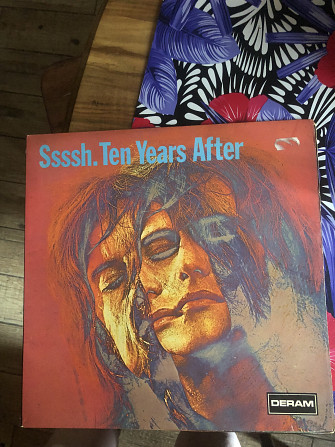 Ssssh. Ten Years After
DERAM